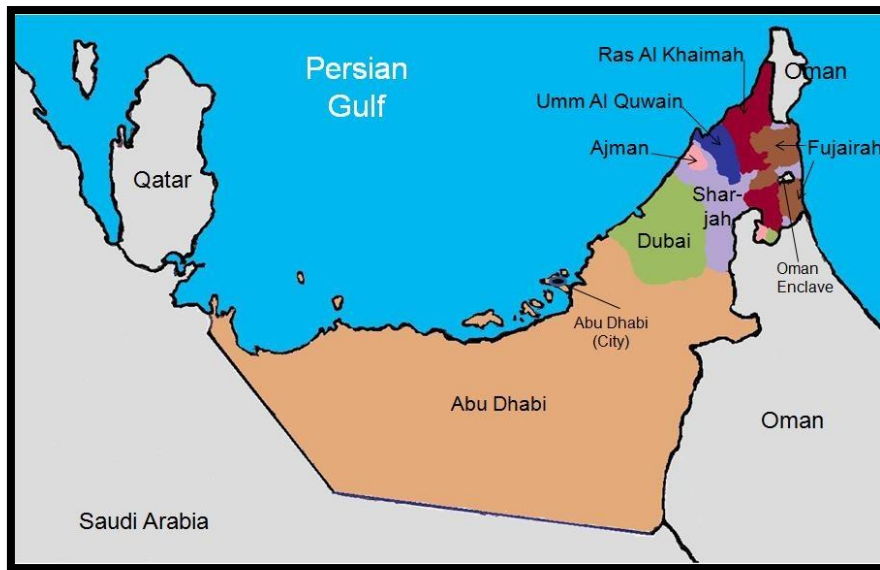 Persian
Gulf
Ras Al Khaimah
Oman
Umm Al Quwain
Ajman
Fujairah
Qatar
Shar-
jah
Dubai
Oman
Enclave
Abu Dhabi
(City)
Abu Dhabi
Oman
Saudi Arabia